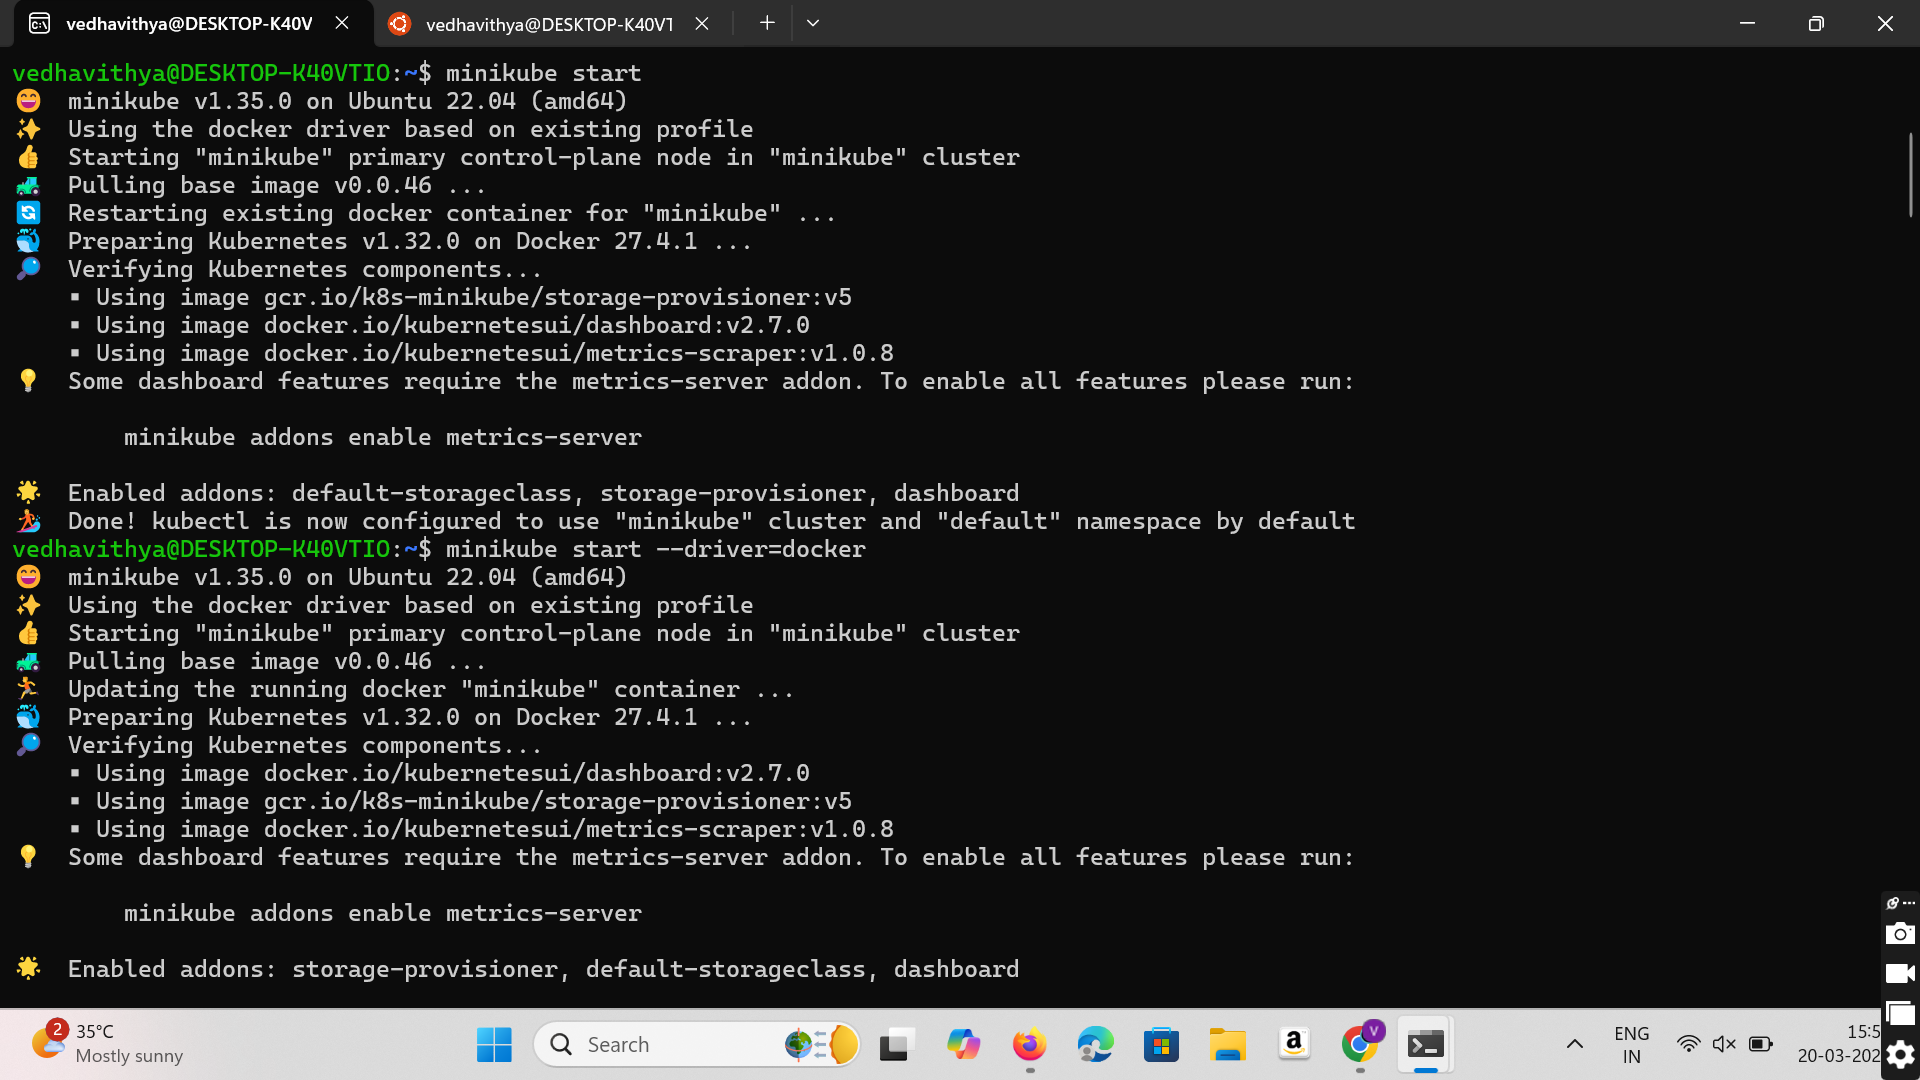 vedhavithya@DESKTOP-K40V
vedhavithya@DESKTOP-K40VT
vedhavithya@DESKTOP-K40VTIO:~$ minikube start
minikube v1.35.0 on Ubuntu 22.04 (amd64)
Using the docker driver based on existing profile
Starting "minikube" primary control-plane node in "minikube" cluster
Pulling base image v0.0.46 ...
Restarting existing docker container for "minikube" ...
Preparing Kubernetes v1.32.0 on Docker 27.4.1 ...
Verifying Kubernetes components...
▪ Using image gcr.io/k8s-minikube/storage-provisioner:v5
▪ Using image docker.io/kubernetesui/dashboard:v2.7.0
▪ Using image docker.io/kubernetesui/metrics-scraper:v1.0.8
Some dashboard features require the metrics-server addon. To enable all features please run:
minikube addons enable metrics-server
Enabled addons: default-storageclass, storage-provisioner, dashboard
Done! kubectl is now configured to use "minikube" cluster and "default" namespace by default
vedhavithya@DESKTOP-K40VTIO:~$ minikube start --driver=docker
minikube v1.35.0 on Ubuntu 22.04 (amd64)
Using the docker driver based on existing profile
Starting "minikube" primary control-plane node in "minikube" cluster
Pulling base image v0.0.46 ...
Updating the running docker "minikube" container ...
Preparing Kubernetes v1.32.0 on Docker 27.4.1 ...
Verifying Kubernetes components...
▪ Using image docker.io/kubernetesui/dashboard:v2.7.0
▪ Using image gcr.io/k8s-minikube/storage-provisioner:v5
▪ Using image docker.io/kubernetesui/metrics-scraper:v1.0.8
Some dashboard features require the metrics-server addon. To enable all features please run:
minikube addons enable metrics-server
Enabled addons: storage-provisioner, default-storageclass, dashboard
2
35°C
Mostly sunny
Search
a
V
ENG
IN
15:5
20-03-202